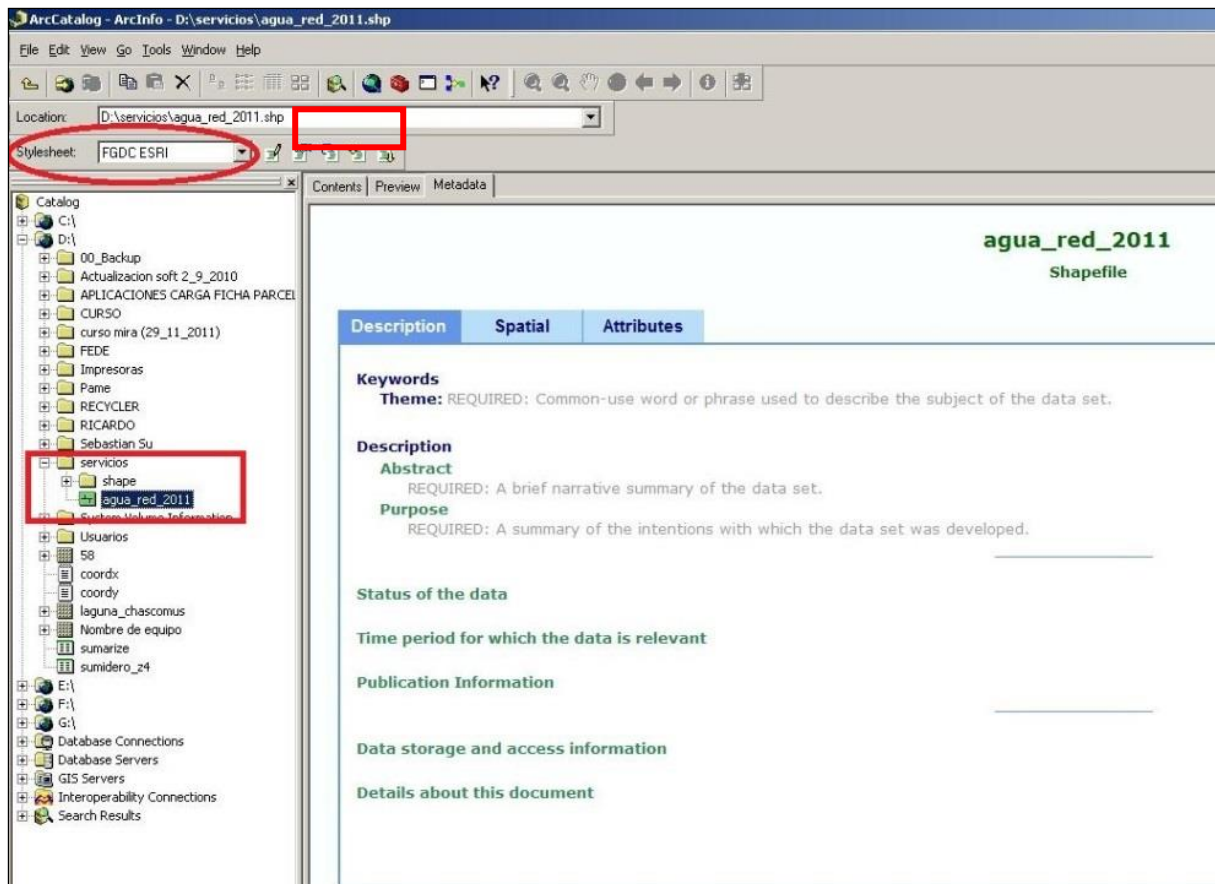 ArcCatalog - ArcInfo - D:\servicios\agua_red_2011.shp
File Edit View Go Tools Window Help
Location: D:\servicios\agua_red_2011.shp
Stylesheet: FGDC ESRI
Contents Preview Metadata
Catalog
C:\
D:\
00_Backup
Actualizacion soft 2_9_2010
APLICACIONES CARGA FICHA PARCEL
CURSO
curso mira (29_11_2011)
FEDE
Impresoras
Pame
RECYCLER
RICARDO
Sebastian Su
servicios
shape
agua_red_2011
System Volume Information
Usuarios
58
coordx
coordy
laguna_chascomus
Nombre de equipo
sumarize
sumidero_z4
E:\
F:\
G:\
Database Connections
Database Servers
GIS Servers
Interoperability Connections
Search Results
agua_red_2011
Shapefile
Description Spatial Attributes
Keywords
Theme: REQUIRED: Common-use word or phrase used to describe the subject of the data set.
Description
Abstract
REQUIRED: A brief narrative summary of the data set.
Purpose
REQUIRED: A summary of the intentions with which the data set was developed.
Status of the data
Time period for which the data is relevant
Publication Information
Data storage and access information
Details about this document